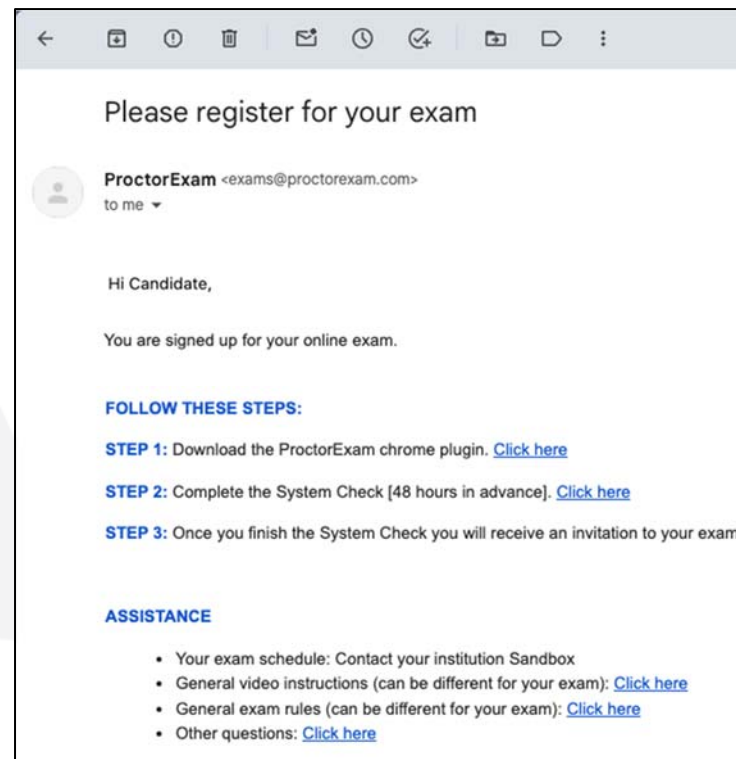 Please register for your exam
ProctorExam <exams@proctorexam.com>
to me
Hi Candidate,
You are signed up for your online exam.
FOLLOW THESE STEPS:
STEP 1: Download the ProctorExam chrome plugin. Click here
STEP 2: Complete the System Check [48 hours in advance]. Click here
STEP 3: Once you finish the System Check you will receive an invitation to your exam
ASSISTANCE
• Your exam schedule: Contact your institution Sandbox
• General video instructions (can be different for your exam): Click here
• General exam rules (can be different for your exam): Click here
• Other questions: Click here